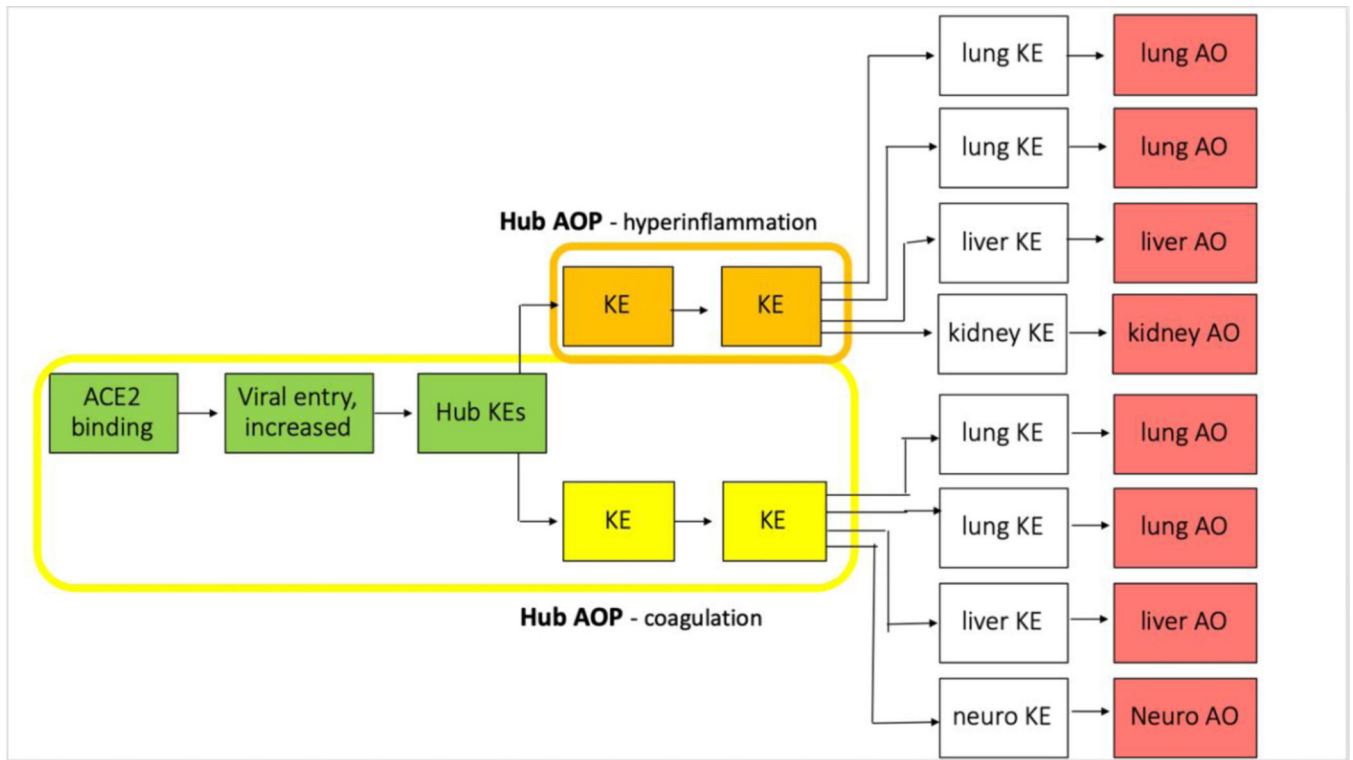 lung KE
lung AO
lung KE
lung AO
Hub AOP - hyperinflammation
liver KE
liver AO
KE
KE
kidney KE
kidney AO
ACE2
binding
Viral entry,
increased
Hub KEs
lung KE
lung AO
KE
KE
lung KE
lung AO
Hub AOP - coagulation
liver KE
liver AO
neuro KE
Neuro AO